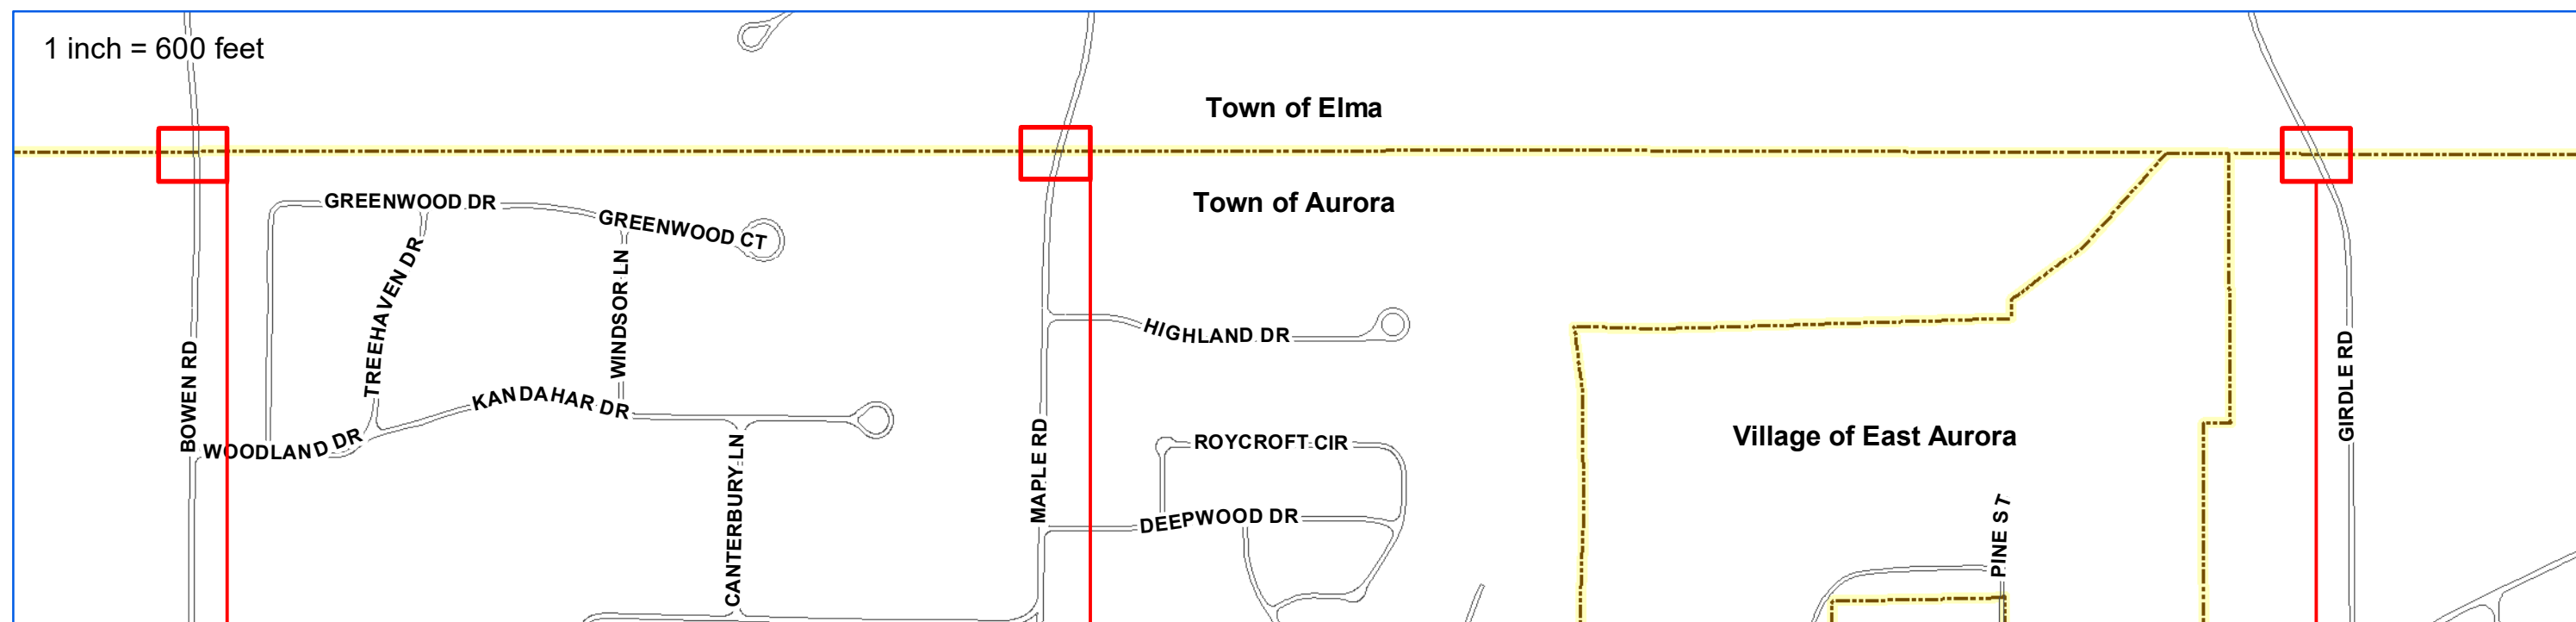 1 inch = 600 feet
Town of Elma
Town of Aurora
GREENWOOD DR
GREENWOOD CT
TREEHAVEN DR
WINDSOR LN
HIGHLAND DR
BOWEN RD
GIRDLE RD
KANDAHAR DR
WOODLAND DR
MAPLE RD
ROYCROFT CIR
Village of East Aurora
CANTERBURY LN
DEEPWOOD DR
PINE ST